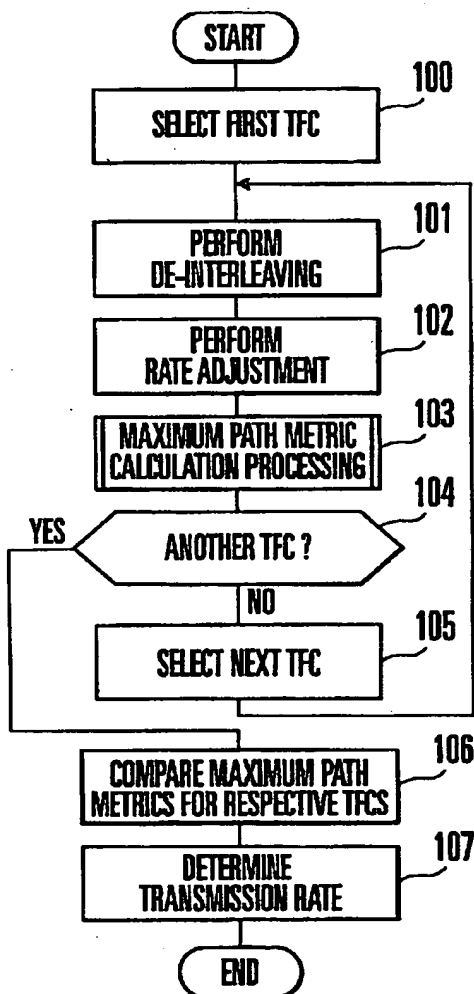 START
100
SELECT FIRST TFC
101
PERFORM
DE-INTERLEAVING
102
PERFORM
RATE ADJUSTMENT
103
MAXIMUM PATH METRIC
CALCULATION PROCESSING
104
YES
ANOTHER TFC ?
NO
105
SELECT NEXT TFC
106
COMPARE MAXIMUM PATH
METRICS FOR RESPECTIVE TFCS
107
DETERMINE
TRANSMISSION RATE
END